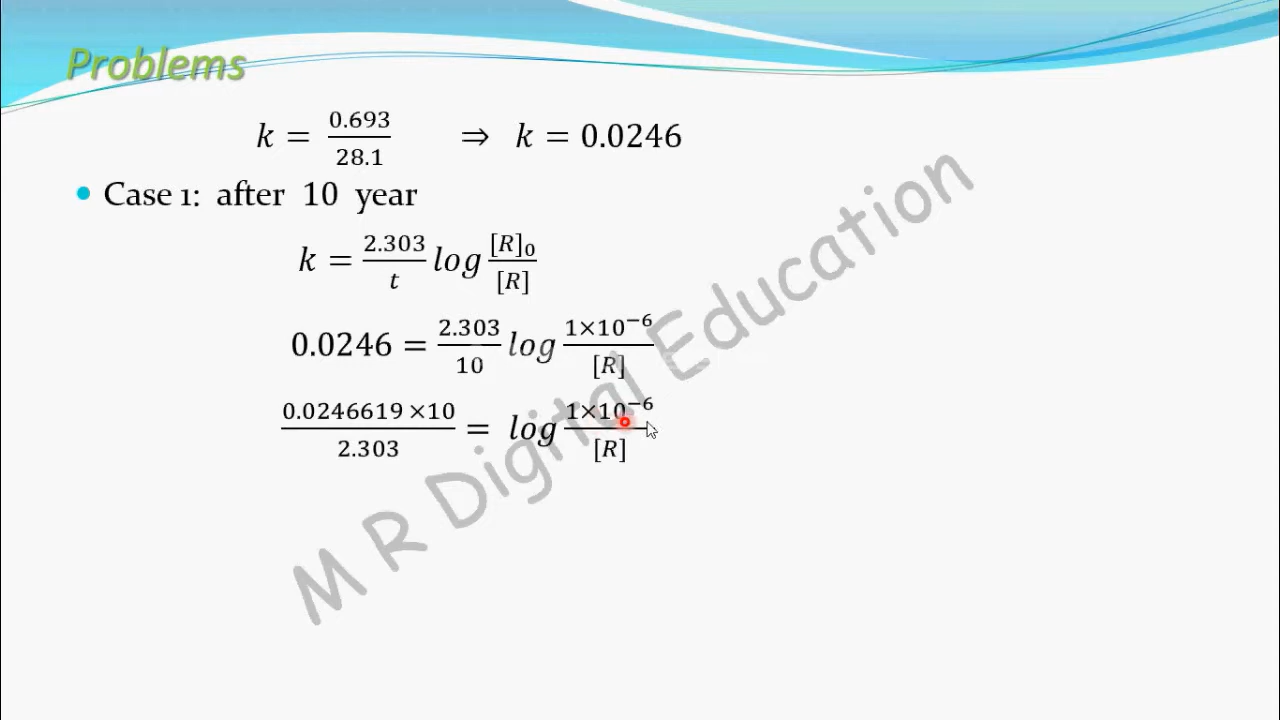 Problems
k = 0.693/28.1 ⇒ k = 0.0246
• Case 1: after 10 year
k = 2.303/t log [R]₀/[R]
0.0246 = 2.303/10 log 1×10⁻⁶/[R]
0.0246619 ×10/2.303 = log 1×10⁻⁶/[R]
M R Digital Education